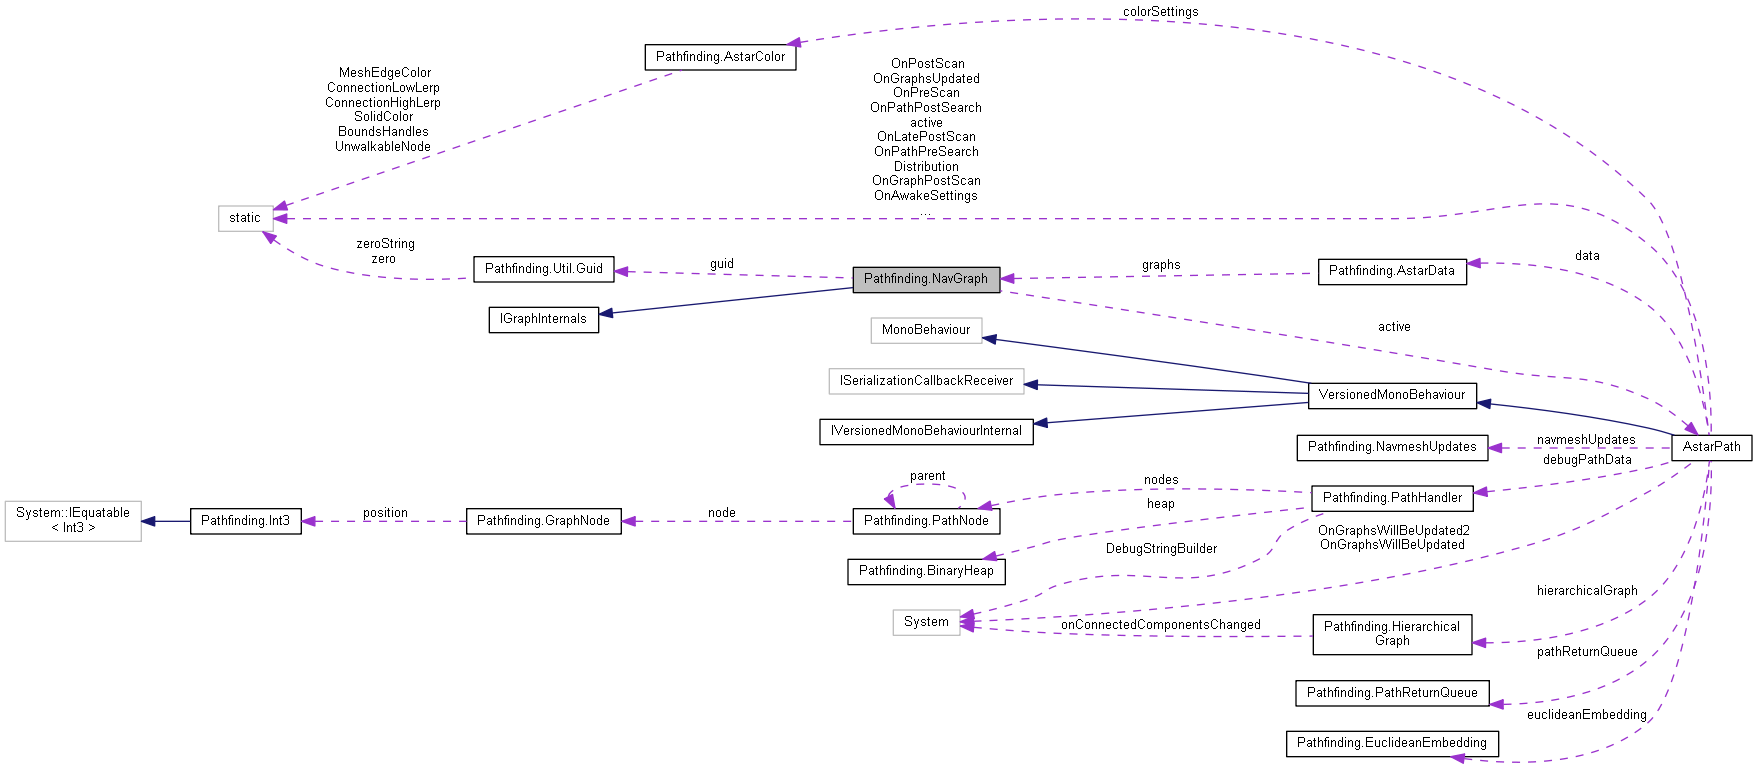 colorSettings
Pathfinding.AstarColor
MeshEdgeColor
ConnectionLowLerp
ConnectionHighLerp
SolidColor
BoundsHandles
UnwalkableNode
OnPostScan
OnGraphsUpdated
OnPreScan
OnPathPostSearch
active
OnLatePostScan
OnPathPreSearch
Distribution
OnGraphPostScan
OnAwakeSettings
...
static
zeroString
zero
Pathfinding.Util.Guid
guid
Pathfinding.NavGraph
graphs
Pathfinding.AstarData
data
IGraphInternals
MonoBehaviour
active
ISerializationCallbackReceiver
VersionedMonoBehaviour
IVersionedMonoBehaviourInternal
Pathfinding.NavmeshUpdates
navmeshUpdates
AstarPath
debugPathData
parent
nodes
heap
Pathfinding.PathHandler
System::IEquatable
< Int3 >
Pathfinding.Int3
position
Pathfinding.GraphNode
node
Pathfinding.PathNode
OnGraphsWillBeUpdated2
OnGraphsWillBeUpdated
DebugStringBuilder
Pathfinding.BinaryHeap
hierarchicalGraph
System
onConnectedComponentsChanged
Pathfinding.Hierarchical
Graph
pathReturnQueue
Pathfinding.PathReturnQueue
euclideanEmbedding
Pathfinding.EuclideanEmbedding